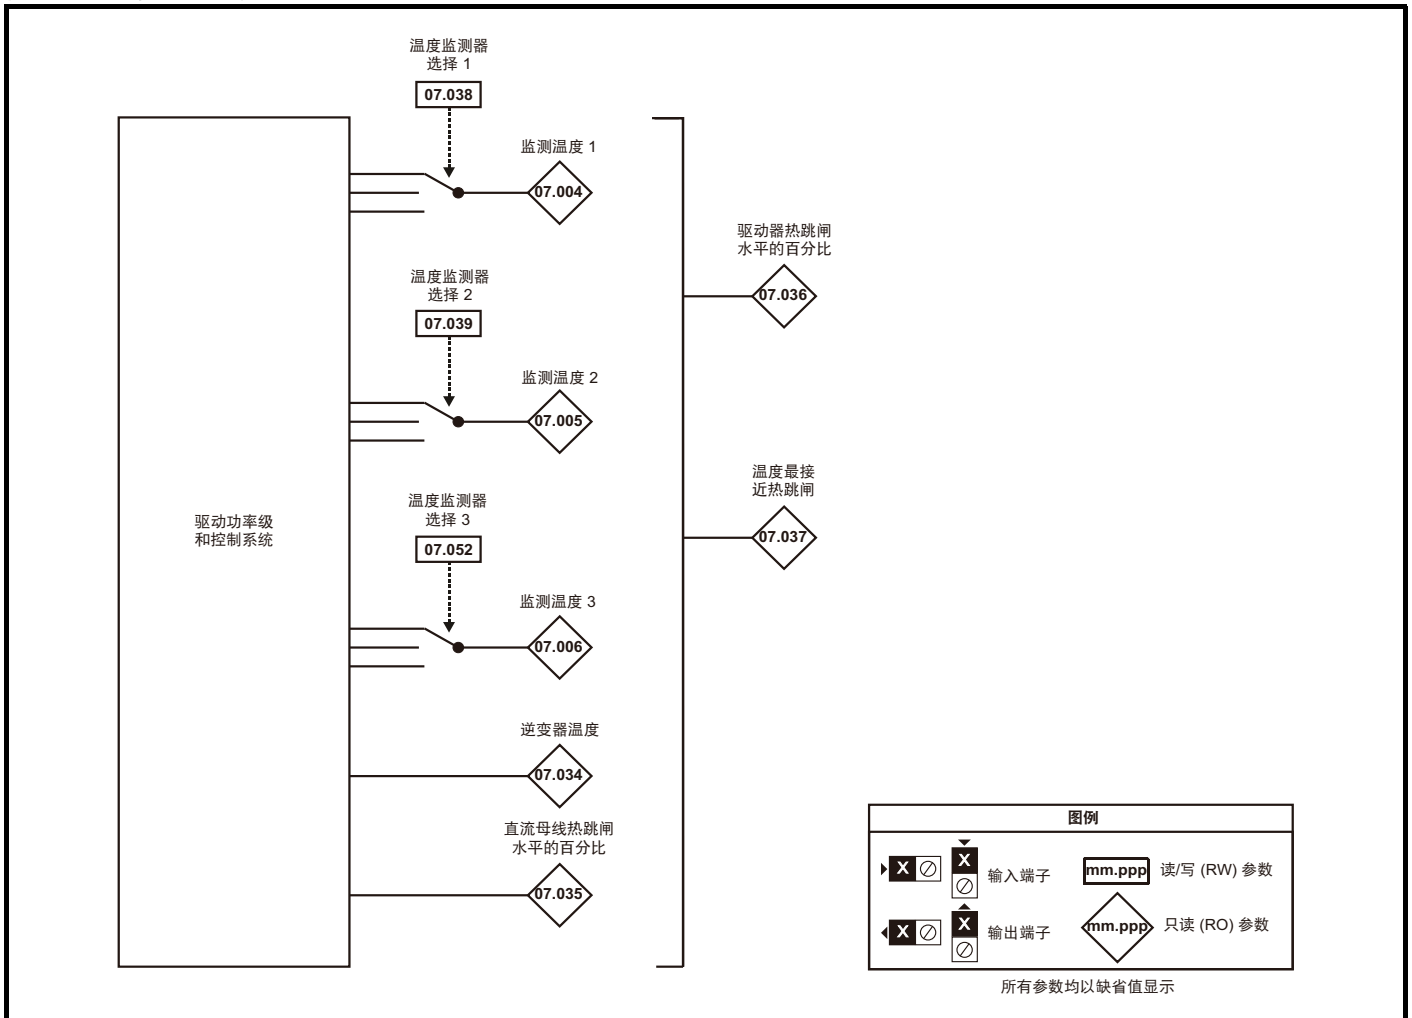 温度监测器
选择 1
07.038
监测温度 1
07.004
驱动器热跳闸
水平的百分比
07.036
温度监测器
选择 2
07.039
监测温度 2
07.005
温度最接
近热跳闸
07.037
温度监测器
选择 3
07.052
驱动功率级
和控制系统
监测温度 3
07.006
逆变器温度
07.034
直流母线热跳闸
水平的百分比
07.035
图例
X
X
输入端子
mm.ppp
读/写 (RW) 参数
X
X
输出端子
mm.ppp
只读 (RO) 参数
所有参数均以缺省值显示